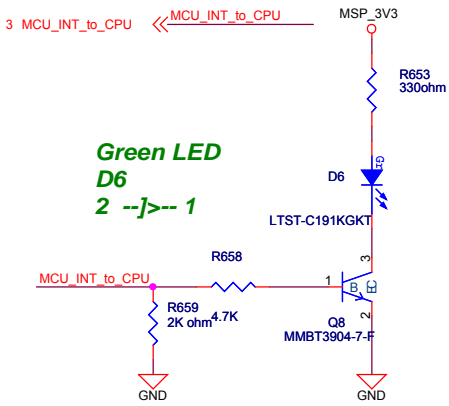 3 MCU_INT_to_CPU
MCU_INT_to_CPU
MSP_3V3
R653
330ohm
Green LED
D6
2 --]>-- 1
Grn
D6
LTST-C191KGKT
R658
4.7K
MCU_INT_to_CPU
R659
2K ohm
1
B
E
C
3
2
Q8
MMBT3904-7-F
GND
GND